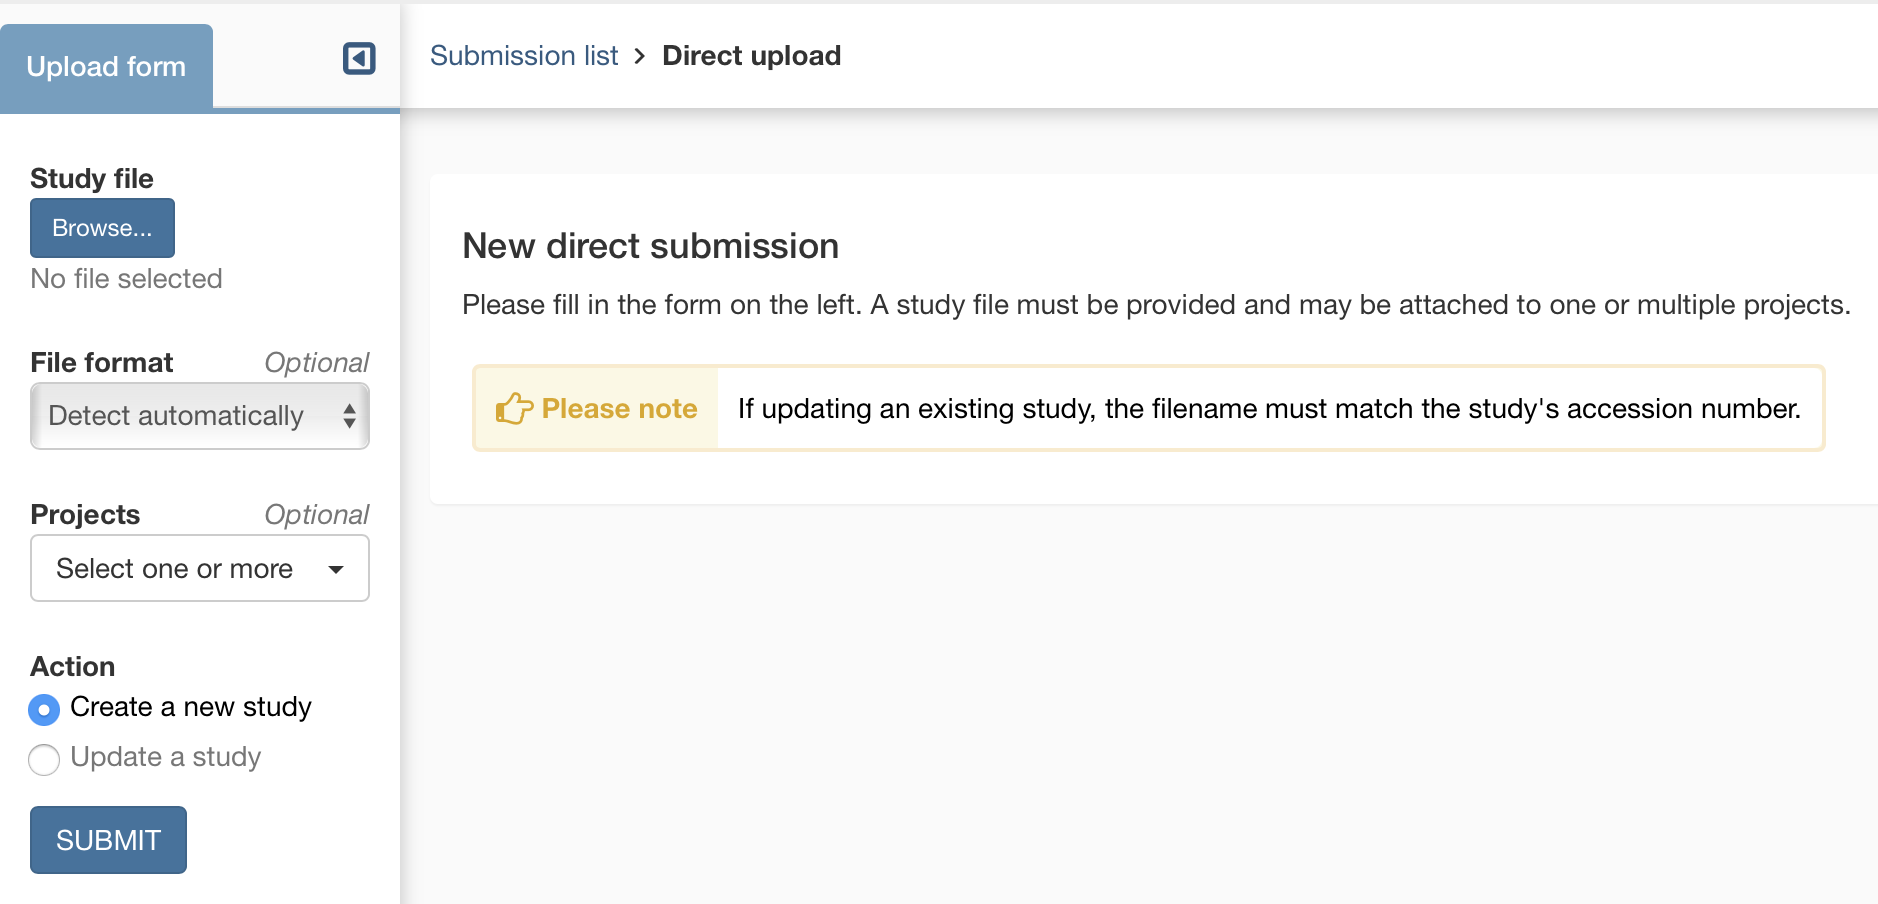 Upload form
Submission list > Direct upload
Study file
Browse...
No file selected
File format Optional
Detect automatically
Projects Optional
Select one or more
Action
Create a new study
Update a study
SUBMIT
New direct submission
Please fill in the form on the left. A study file must be provided and may be attached to one or multiple projects.
Please note If updating an existing study, the filename must match the study's accession number.